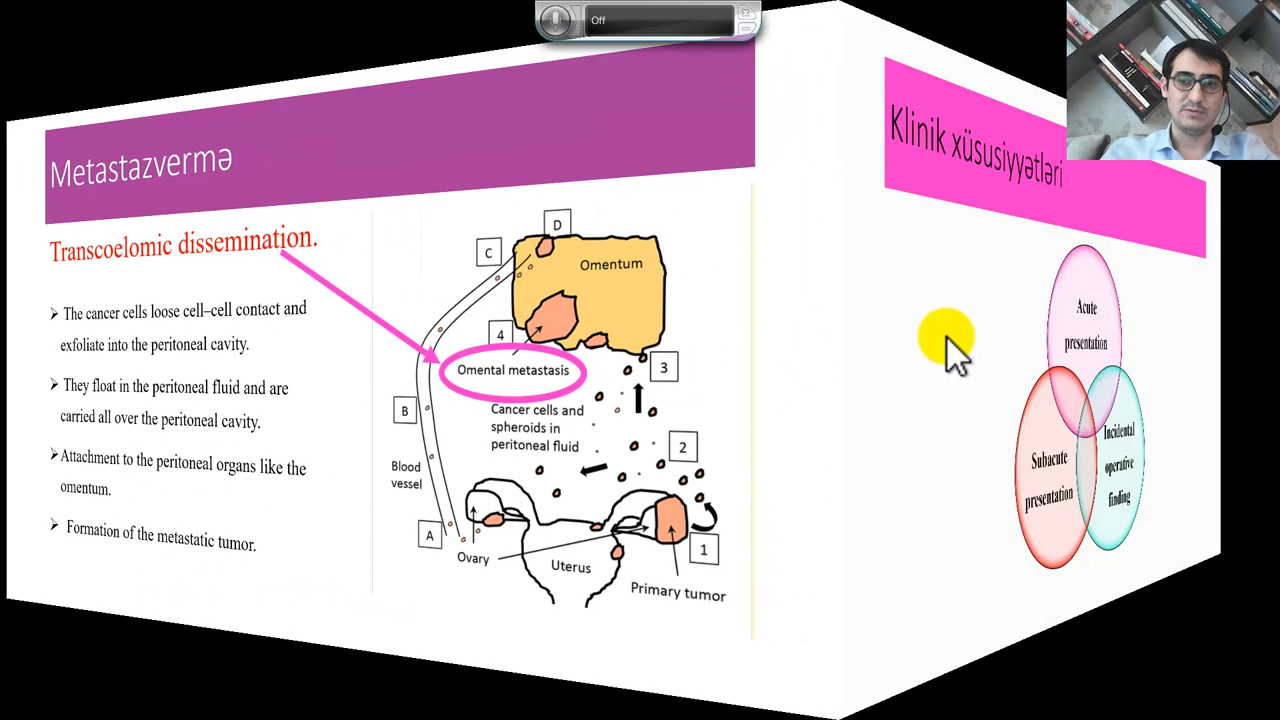 Off
Metastazvermə
Transcoelomic dissemination.
➢ The cancer cells loose cell–cell contact and
exfoliate into the peritoneal cavity.
➢ They float in the peritoneal fluid and are
carried all over the peritoneal cavity.
➢ Attachment to the peritoneal organs like the
omentum.
➢ Formation of the metastatic tumor.
D
C
Omentum
4
3
Omental metastasis
B
Cancer cells and
spheroids in
peritoneal fluid
2
Blood
vessel
A
Ovary
1
Uterus
Primary tumor
Klinik xüsusiyyətləri
Acute
presentation
Subacute
presentation
Incidental
operative
finding